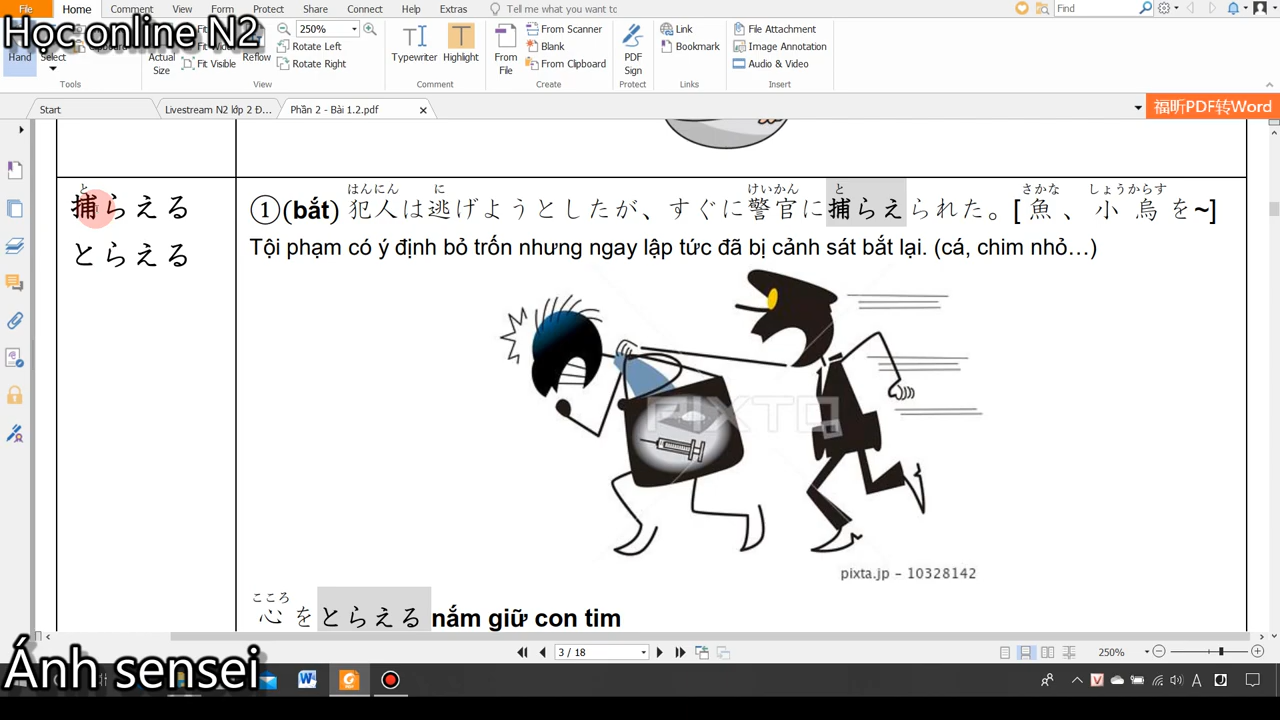 File Home Comment View Form Protect Share Connect Help Extras Tell me what you want to Find
Học online N2
Hand Select Actual Size Fit Visible Reflow 250% Rotate Left Rotate Right Typewriter Highlight From File From Scanner Blank From Clipboard PDF Sign Link Bookmark File Attachment Image Annotation Audio & Video
Tools View Comment Create Protect Links Insert
Start Livestream N2 lớp 2 Đ... Phần 2 - Bài 1.2.pdf 福昕PDF转Word
と
捕らえる
とらえる
はんにん に けいかん と さかな しょうからす
①(bắt) 犯人は逃げようとしたが、すぐに警官に捕らえられた。[ 魚 、 小 烏 を ~]
Tội phạm có ý định bỏ trốn nhưng ngay lập tức đã bị cảnh sát bắt lại. (cá, chim nhỏ…)
PIXTA
pixta.jp - 10328142
こころ
心をとらえる nắm giữ con tim
3 / 18 250%
Ánh sensei